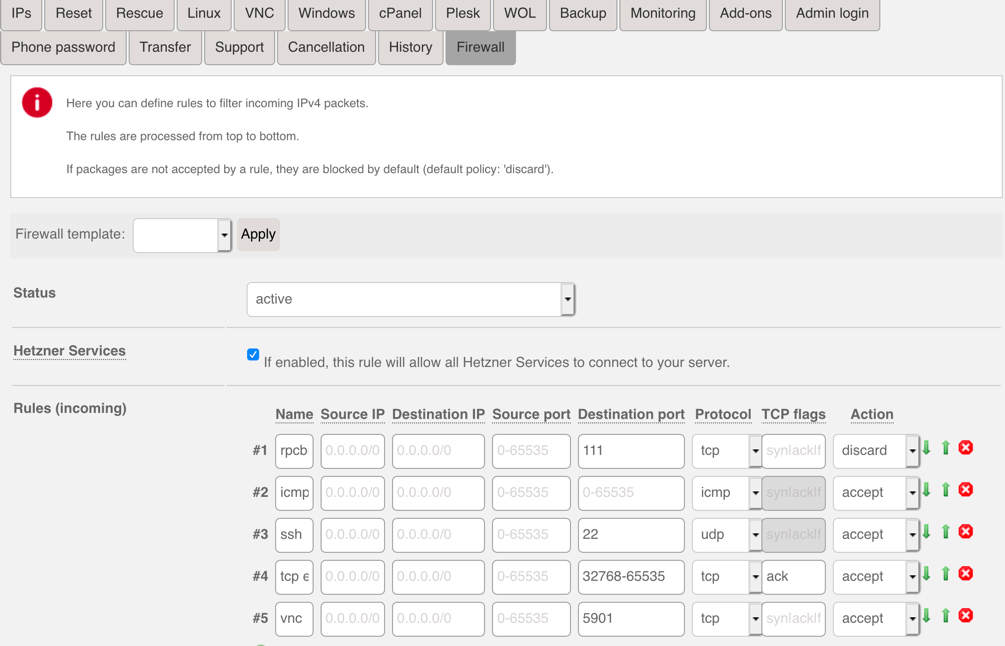 IPs Reset Rescue Linux VNC Windows cPanel Plesk WOL Backup Monitoring Add-ons Admin login
Phone password Transfer Support Cancellation History Firewall
Here you can define rules to filter incoming IPv4 packets.
The rules are processed from top to bottom.
If packages are not accepted by a rule, they are blocked by default (default policy: 'discard').
Firewall template: Apply
Status active
Hetzner Services If enabled, this rule will allow all Hetzner Services to connect to your server.
Rules (incoming)
Name Source IP Destination IP Source port Destination port Protocol TCP flags Action
#1 rpcb 0.0.0.0/0 0.0.0.0/0 0-65535 111 tcp syn|ack|f discard
#2 icmp 0.0.0.0/0 0.0.0.0/0 0-65535 0-65535 icmp syn|ack|f accept
#3 ssh 0.0.0.0/0 0.0.0.0/0 0-65535 22 udp syn|ack|f accept
#4 tcp e 0.0.0.0/0 0.0.0.0/0 0-65535 32768-65535 tcp ack accept
#5 vnc 0.0.0.0/0 0.0.0.0/0 0-65535 5901 tcp syn|ack|f accept